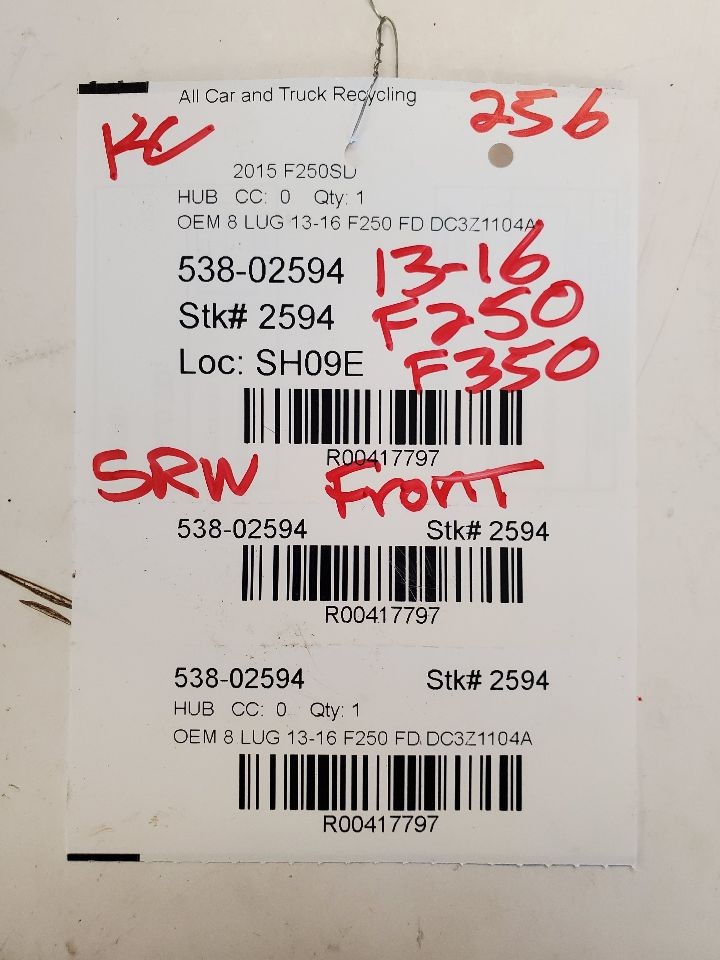 All Car and Truck Recycling
KC
256
2015 F250SD
HUB CC: 0 Qty: 1
OEM 8 LUG 13-16 F250 FD DC3Z1104A
538-02594
13-16
Stk# 2594
F250
Loc: SH09E
F350
R00417797
SRW Front
538-02594 Stk# 2594
R00417797
538-02594 Stk# 2594
HUB CC: 0 Qty: 1
OEM 8 LUG 13-16 F250 FD DC3Z1104A
R00417797